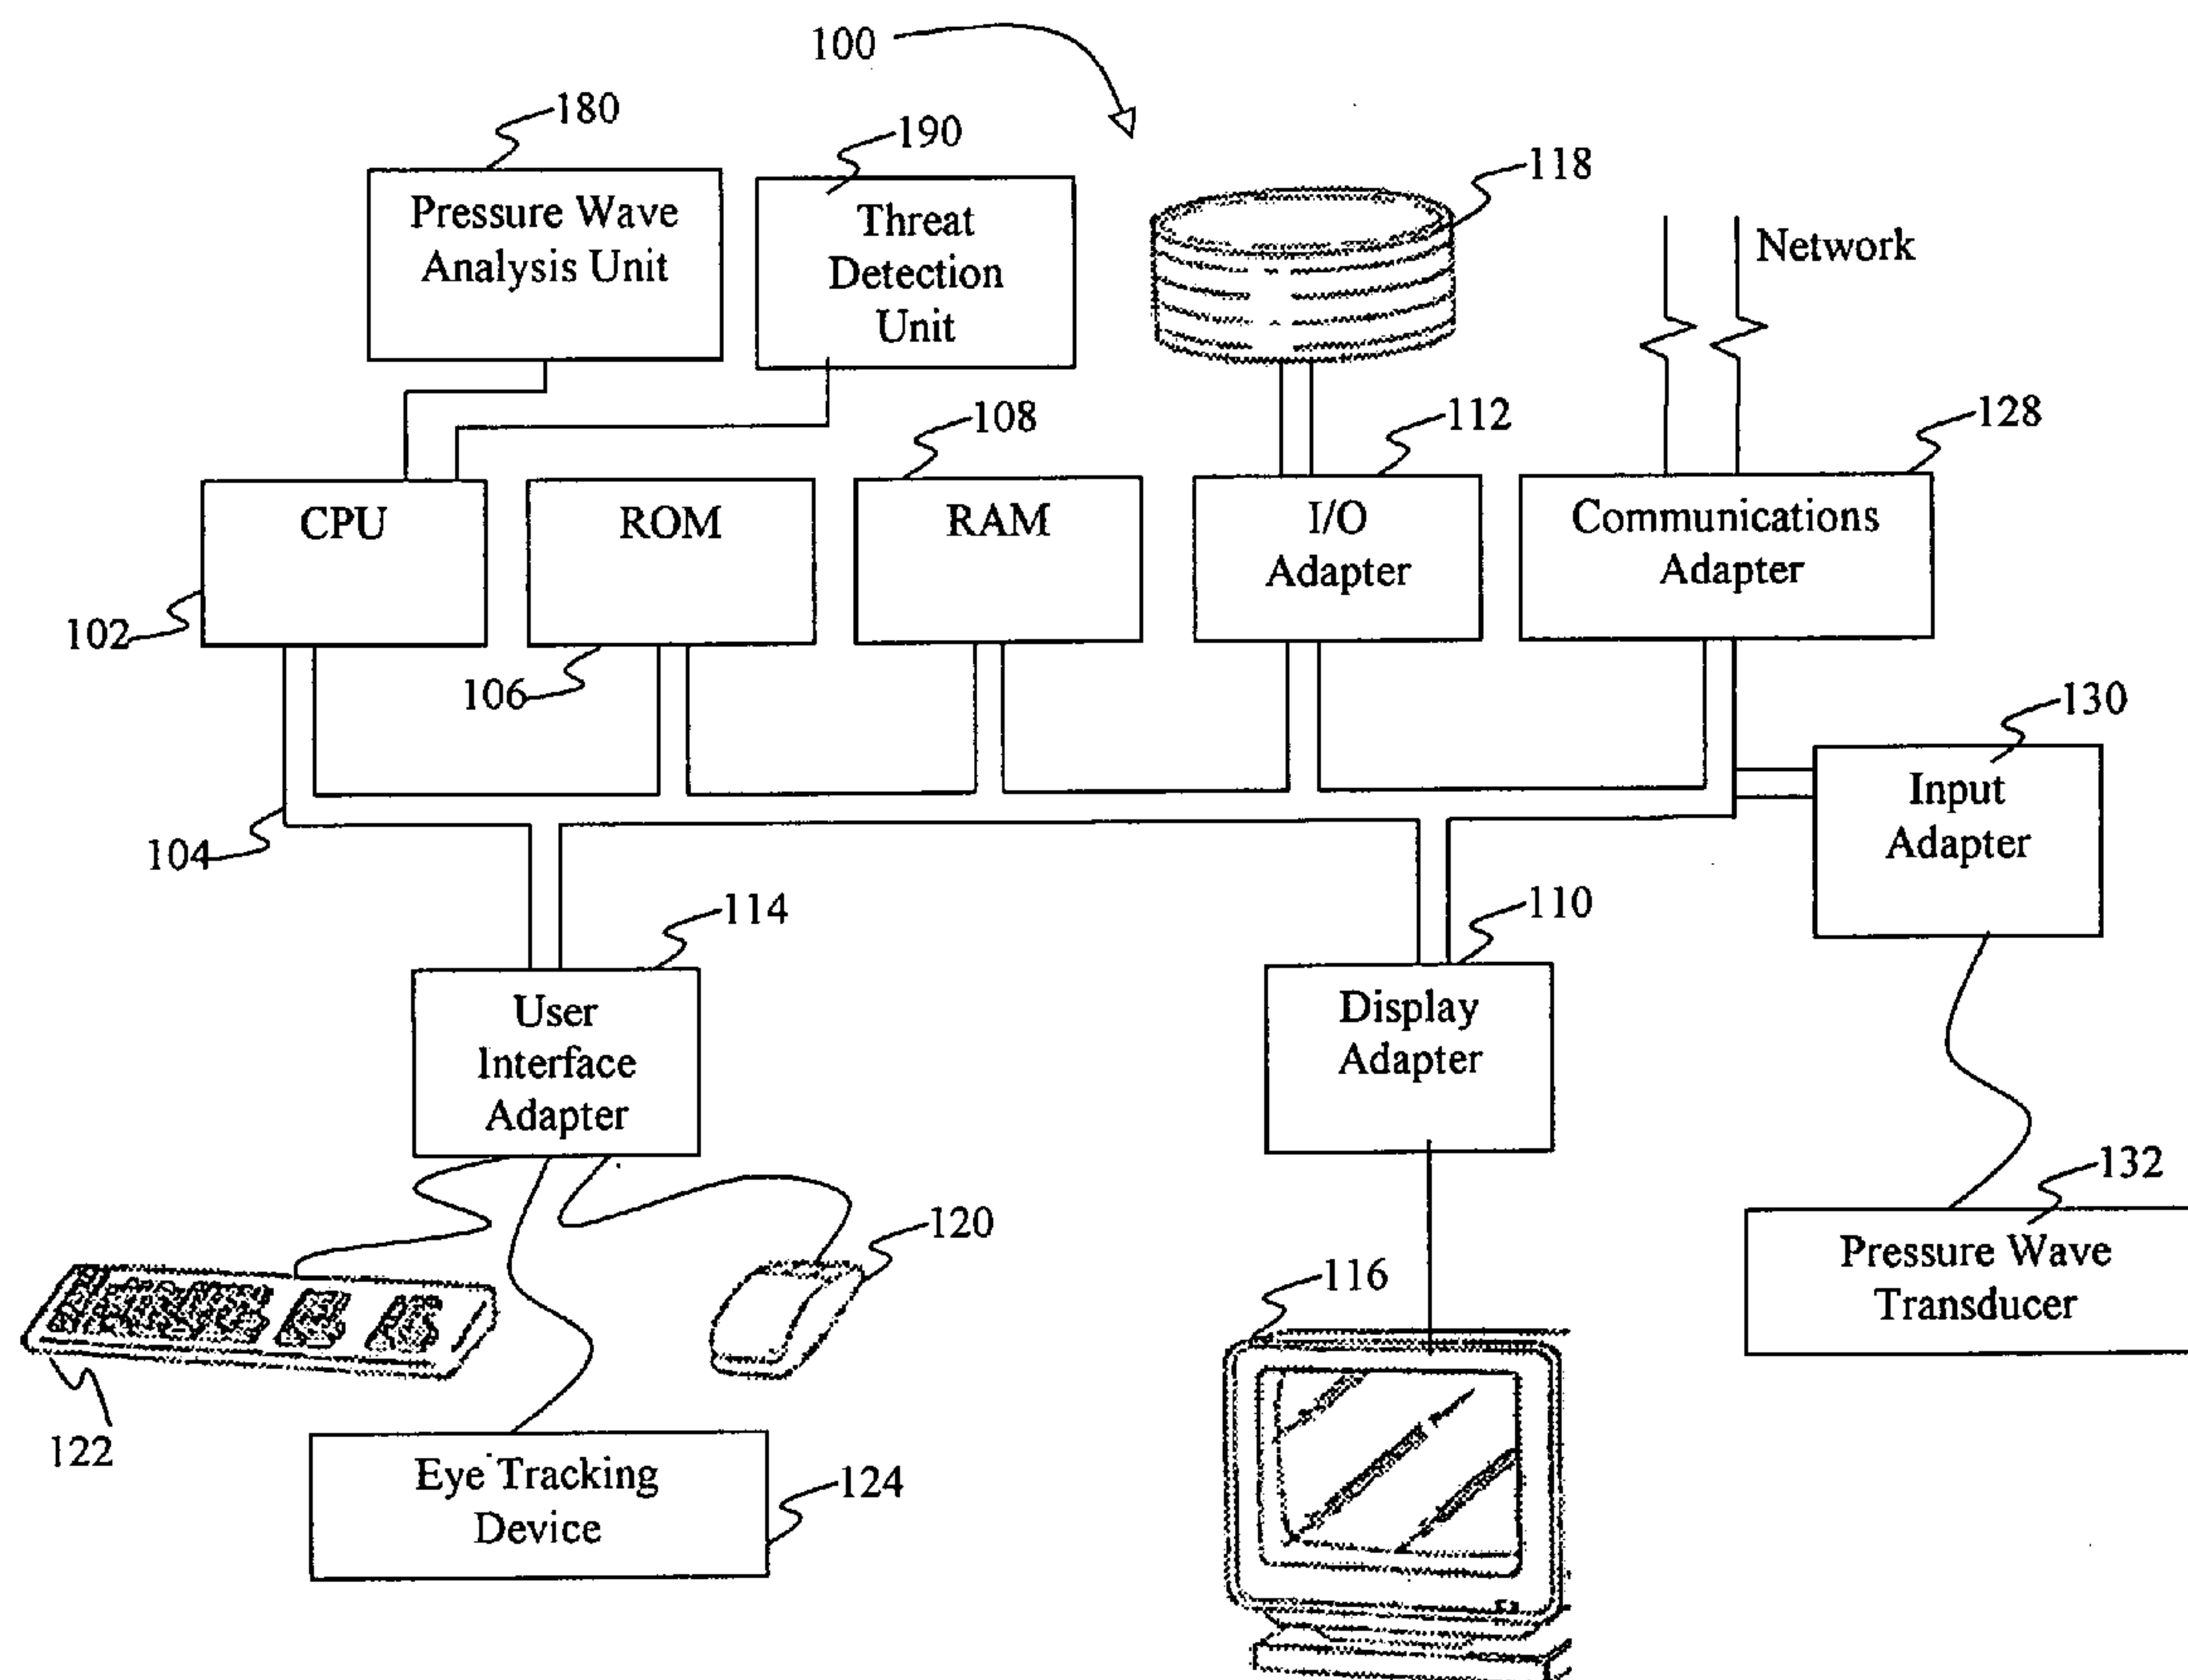 100
180
190
118
Pressure Wave
Analysis Unit
Threat
Detection
Unit
Network
108
112
128
CPU
ROM
RAM
I/O
Adapter
Communications
Adapter
102
106
130
Input
Adapter
104
114
110
User
Interface
Adapter
Display
Adapter
132
120
116
Pressure Wave
Transducer
122
Eye Tracking
Device
124